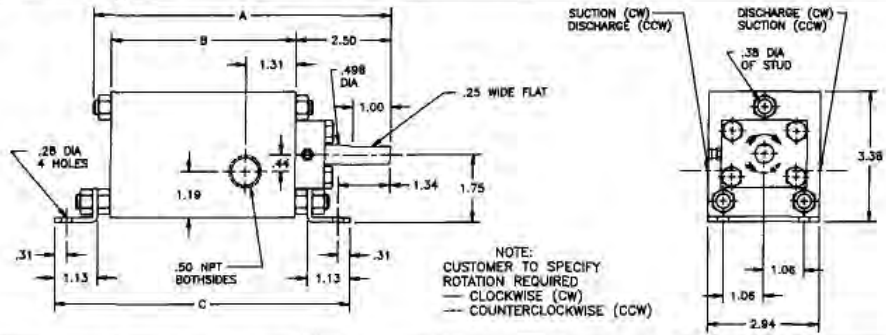 A
B
2.50
1.31
.498
DIA
1.00
.25 WIDE FLAT
.28 DIA
4 HOLES
.44
1.19
1.34
1.75
.31
1.13
.50 NPT
BOTHSIDES
1.13
.31
C
NOTE:
CUSTOMER TO SPECIFY
ROTATION REQUIRED
CLOCKWISE (CW)
COUNTERCLOCKWISE (CCW)
SUCTION (CW)
DISCHARGE (CCW)
DISCHARGE (CW)
SUCTION (CCW)
.38 DIA
OF STUD
3.38
1.06
1.06
2.94